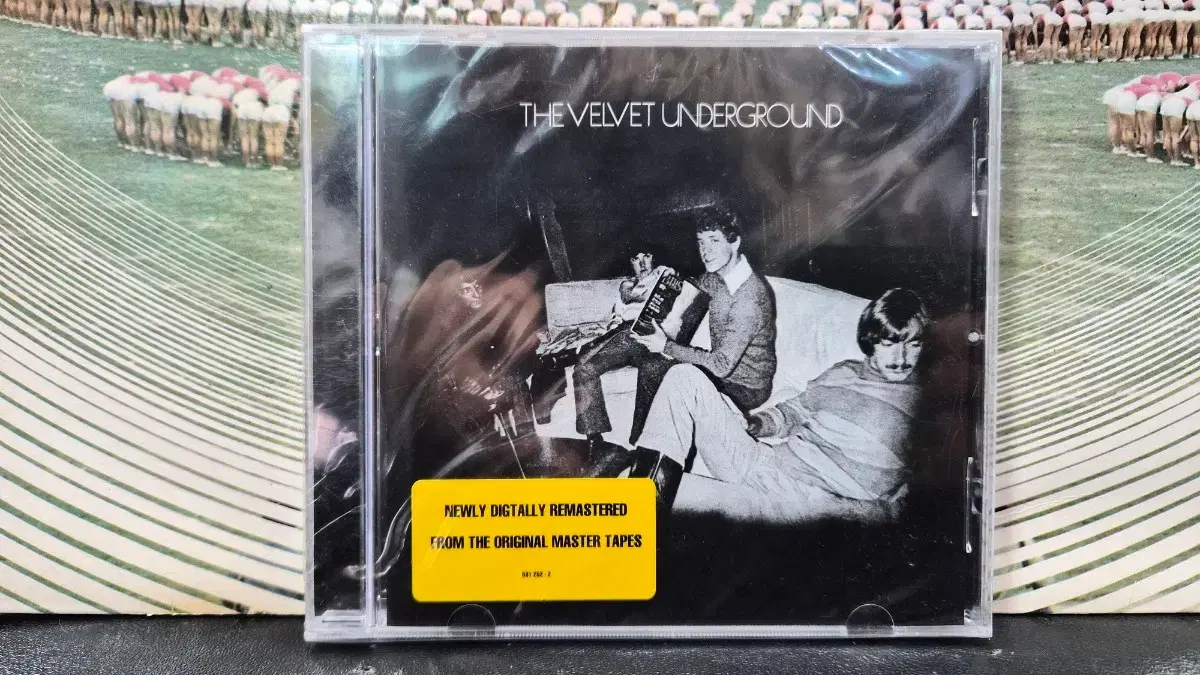 THE VELVET UNDERGROUND
NEWLY DIGTALLY REMASTERED
FROM THE ORIGINAL MASTER TAPES